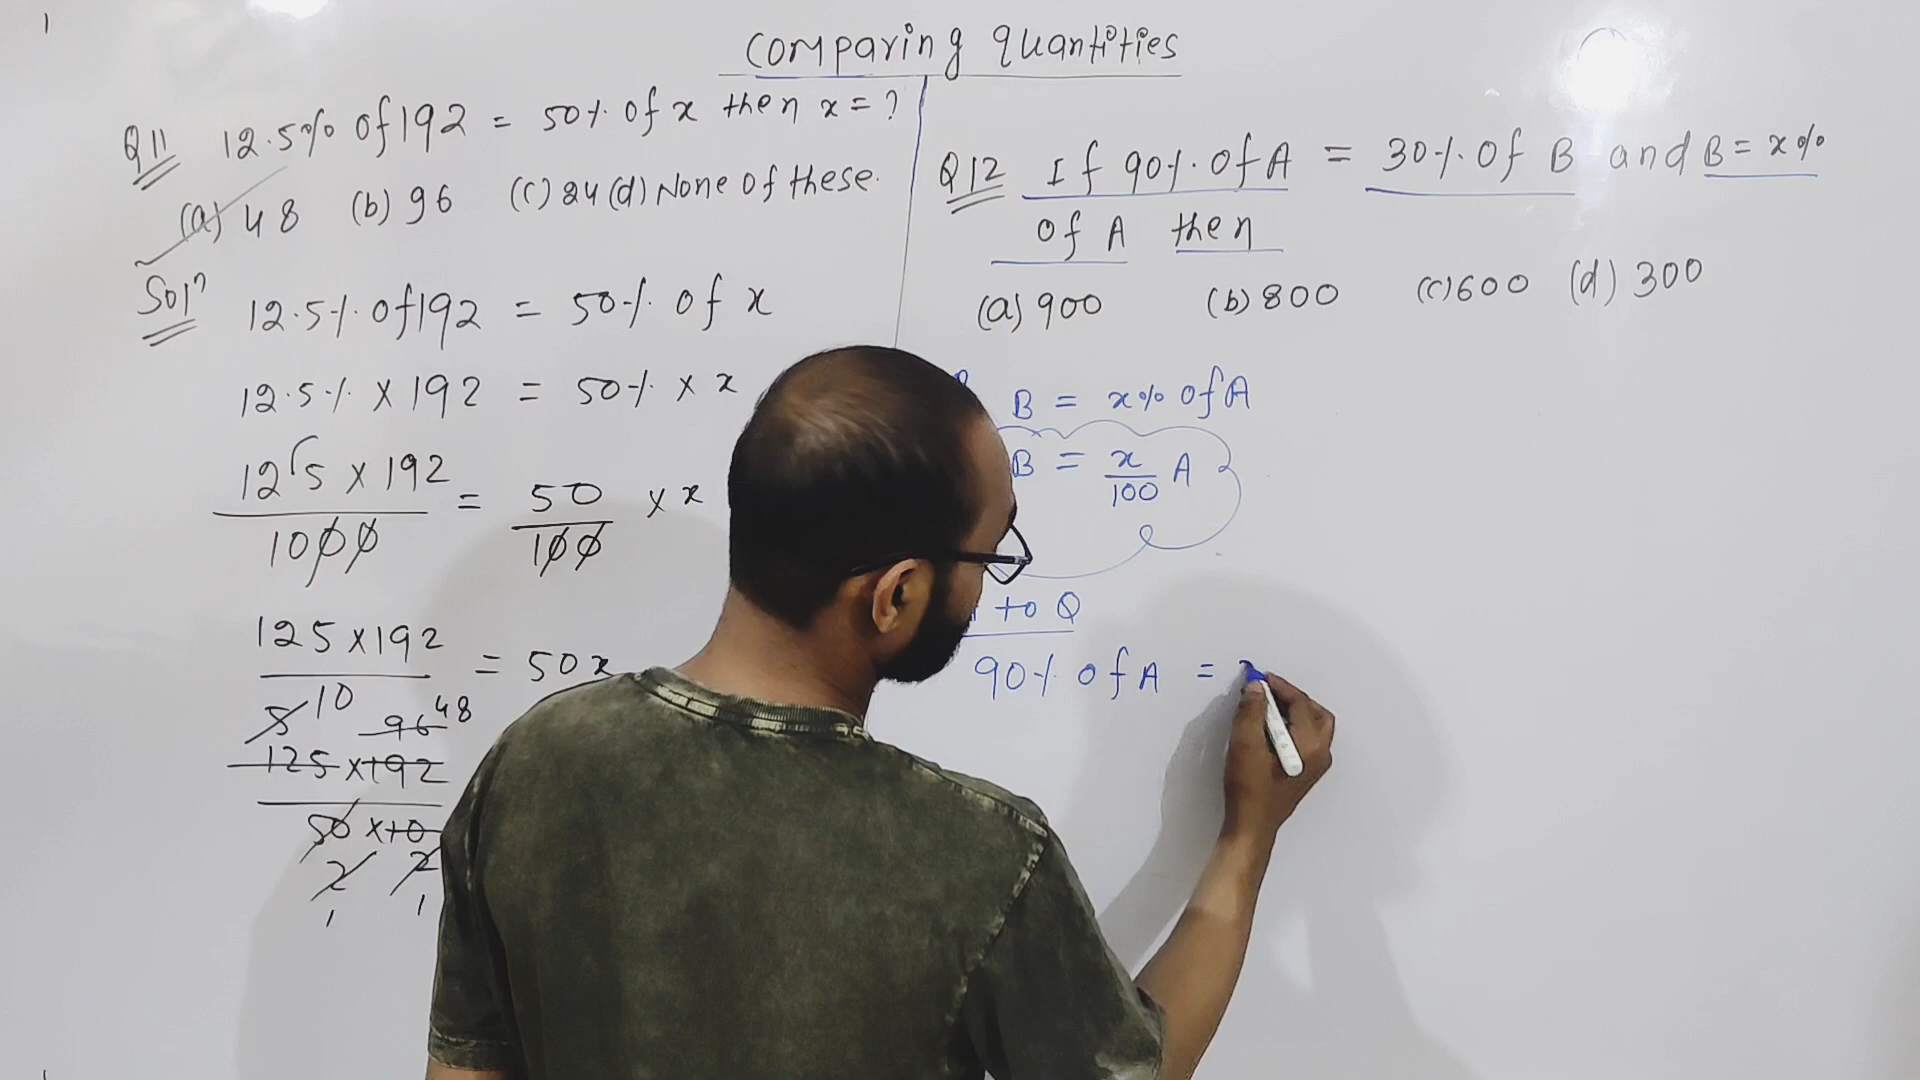 Comparing quantities
Q11 12.5% of 192 = 50% of x then x = ?
(a) 48 (b) 96 (c) 24 (d) None of these.
Solⁿ 12.5% of 192 = 50% of x
12.5% × 192 = 50% × x
125 × 192 / 1000 = 50 / 100 × x
125 × 192 / 10 = 50x
5 96 48
125 × 192
50 × 10
2 2
1 1
Q12 If 90% of A = 30% of B and B = x%
of A then
(a) 900 (b) 800 (c) 600 (d) 300
B = x% of A
B = x/100 A
to Q
90% of A =